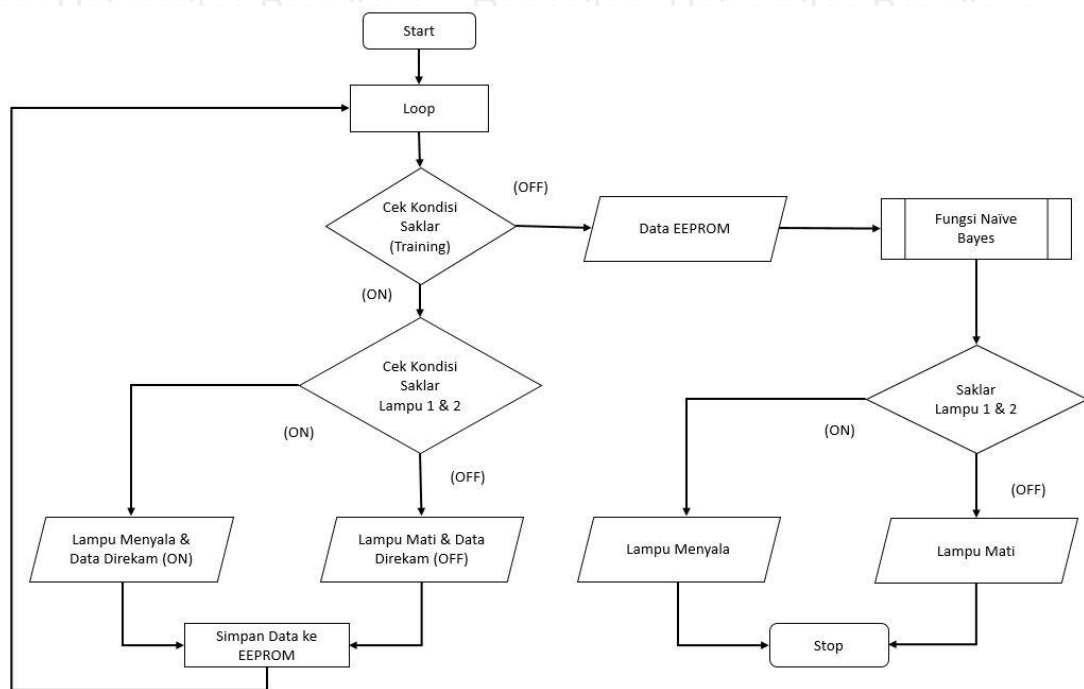 Start
Loop
(OFF)
Cek Kondisi
Saklar
(Training)
Data EEPROM
Fungsi Naïve
Bayes
(ON)
Cek Kondisi
Saklar
Lampu 1 & 2
Saklar
Lampu 1 & 2
(ON)
(ON)
(OFF)
(OFF)
Lampu Menyala &
Data Direkam (ON)
Lampu Mati & Data
Direkam (OFF)
Lampu Menyala
Lampu Mati
Simpan Data ke
EEPROM
Stop